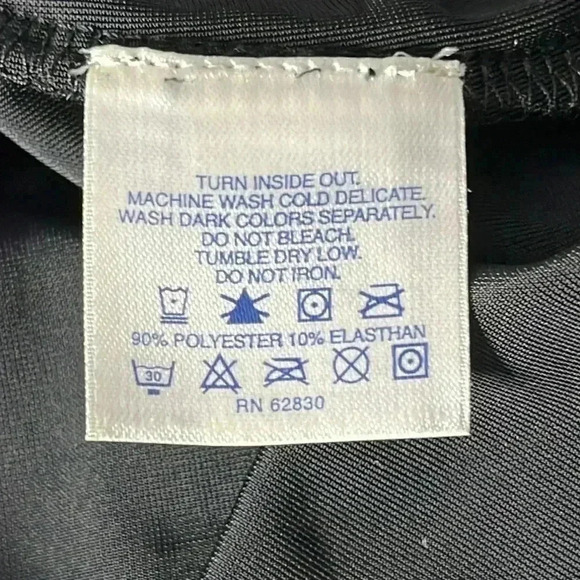 TURN INSIDE OUT.
MACHINE WASH COLD DELICATE.
WASH DARK COLORS SEPARATELY.
DO NOT BLEACH.
TUMBLE DRY LOW.
DO NOT IRON.
90% POLYESTER 10% ELASTHAN
30
RN 62830